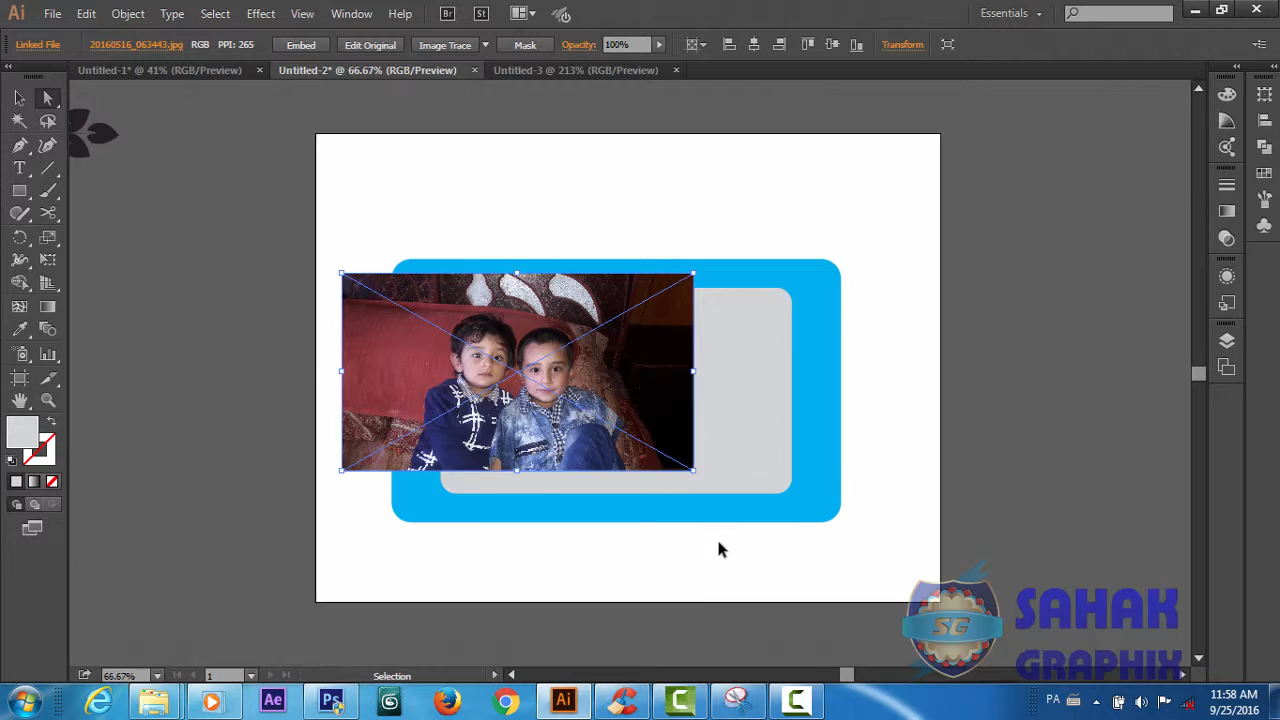 Ai File Edit Object Type Select Effect View Window Help Br St Essentials
Linked File 20160516_063443.jpg RGB PPI: 265 Embed Edit Original Image Trace Mask Opacity: 100% Transform
Untitled-1* @ 41% (RGB/Preview) × Untitled-2* @ 66.67% (RGB/Preview) × Untitled-3 @ 213% (RGB/Preview) ×
T
SG
SAHAK
GRAPHIX
66.67% 1 Selection
Ae Ps Ai C C PA 11:58 AM
9/25/2016